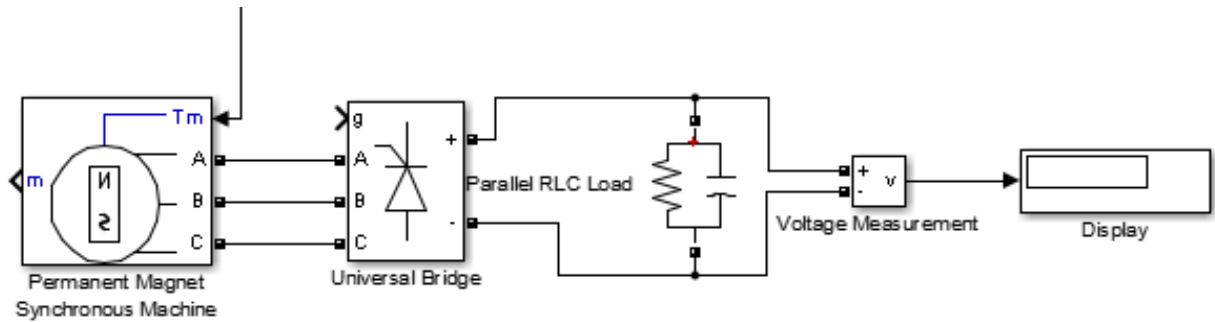 Tm
m
A
B
C
N
S
Permanent Magnet
Synchronous Machine
g
A
B
C
+
-
Universal Bridge
Parallel RLC Load
+
-
v
Voltage Measurement
Display